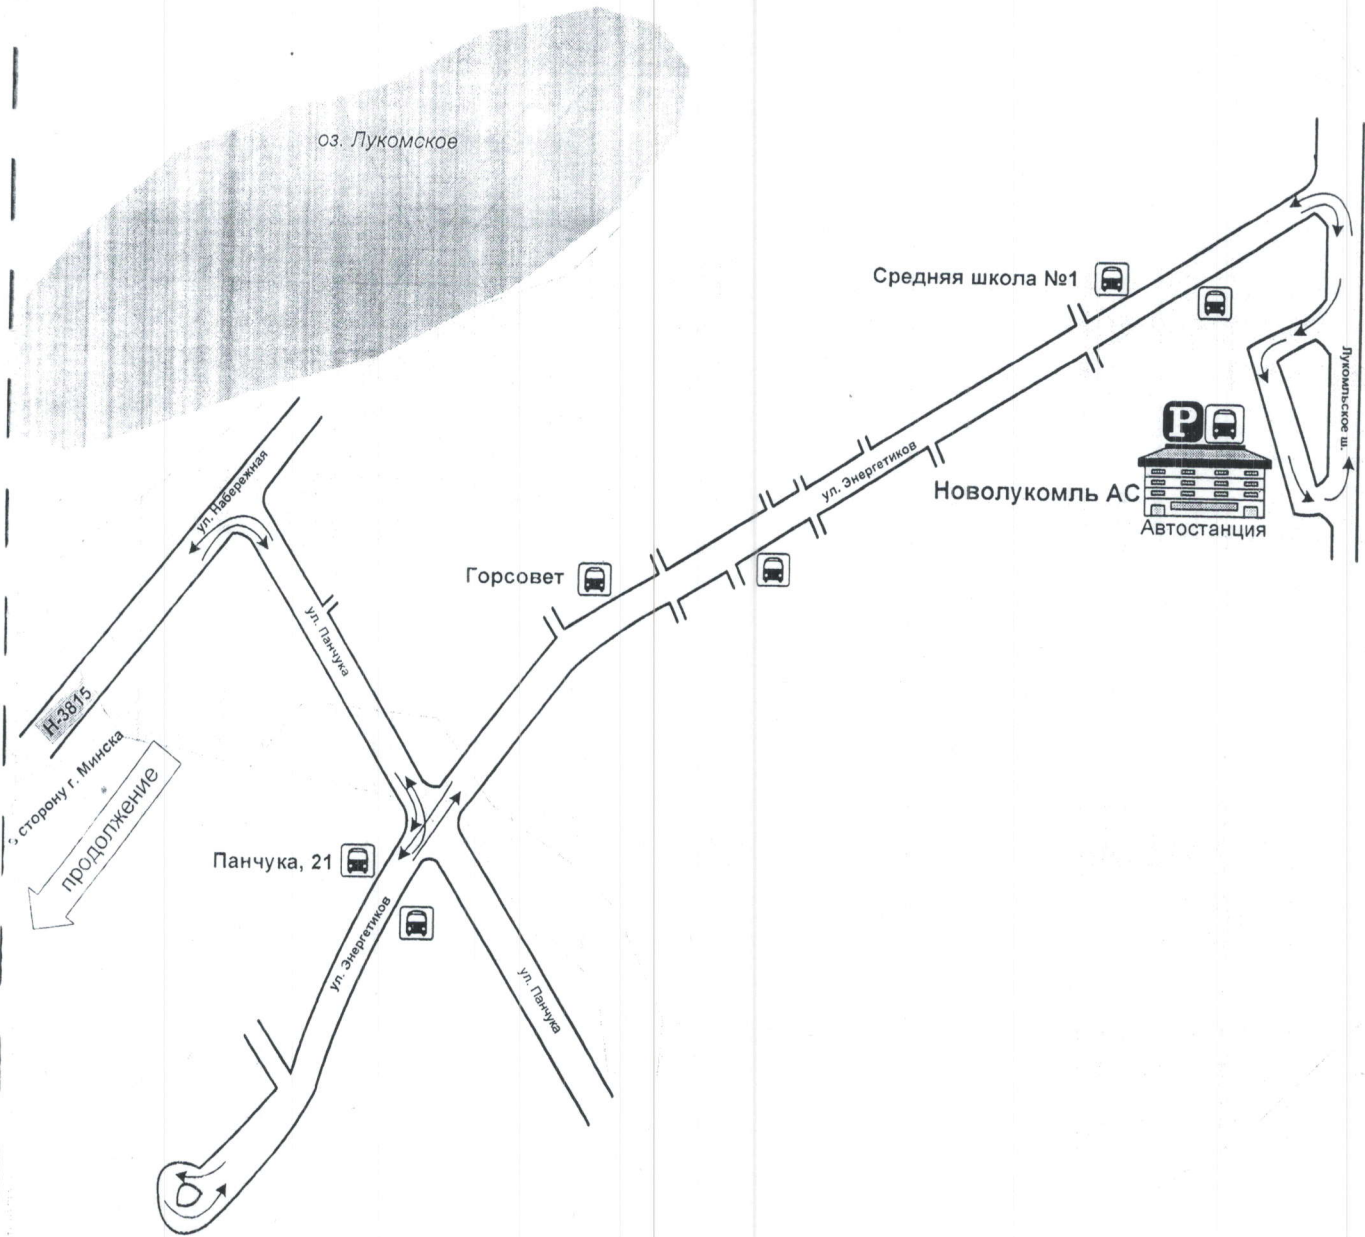 оз. Лукомское
Средняя школа №1
Лукомльское ш.
P
ул. Энергетиков
Новолукомль АС
Автостанция
ул. Набережная
Горсовет
ул. Панчука
Н-3815
сторону г. Минска
продолжение
Панчука, 21
ул. Энергетиков
ул. Панчука